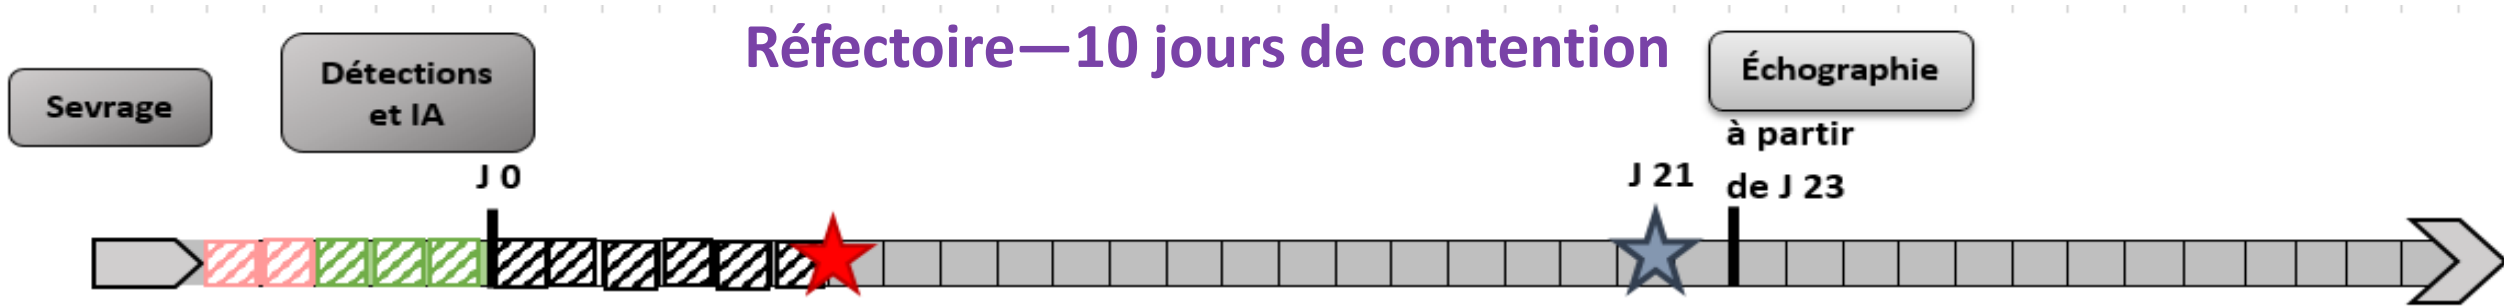 Réfectoire—10 jours de contention
Sevrage
Détections
et IA
J 0
J 21
Échographie
à partir
de J 23